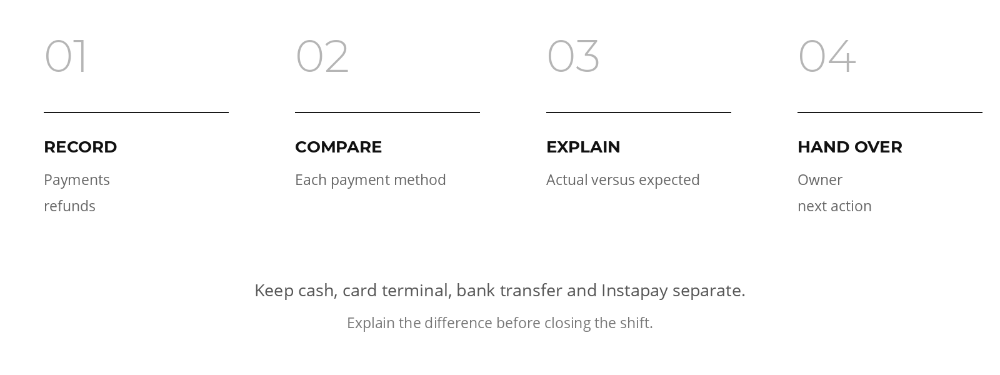 01
RECORD
Payments
refunds
02
COMPARE
Each payment method
03
EXPLAIN
Actual versus expected
04
HAND OVER
Owner
next action
Keep cash, card terminal, bank transfer and Instapay separate.
Explain the difference before closing the shift.